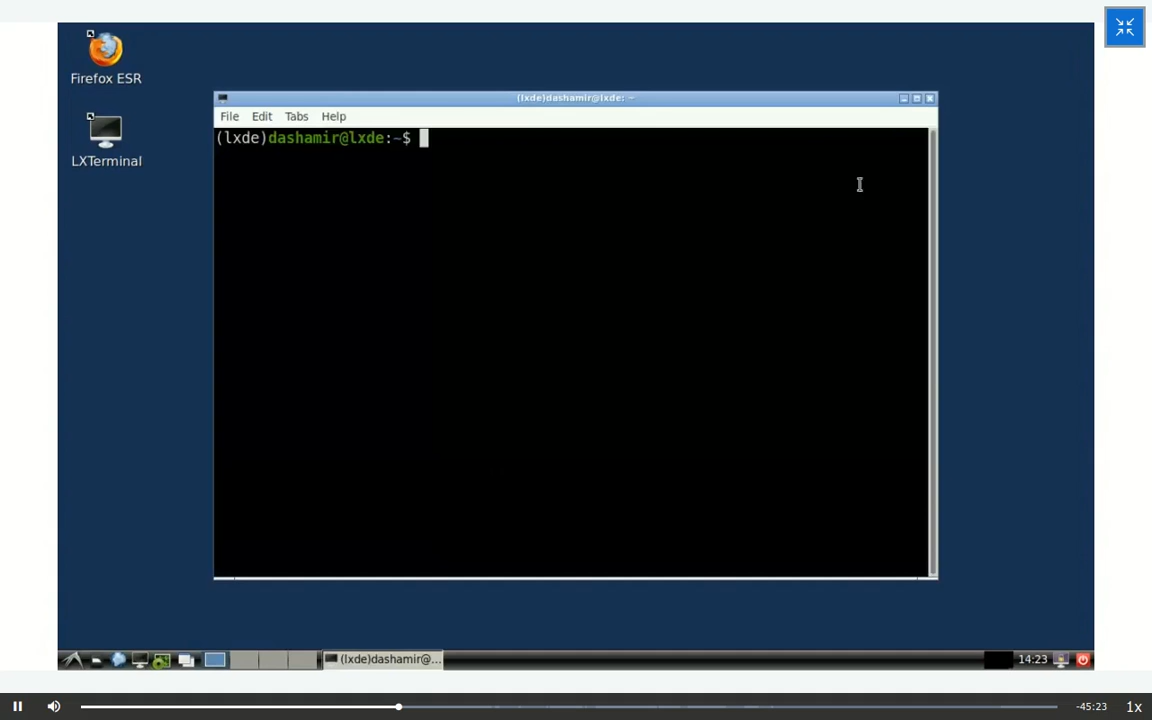 Firefox ESR
LXTerminal
(lxde)dashamir@lxde: ~
File Edit Tabs Help
(lxde)dashamir@lxde:~$
(lxde)dashamir@...
14:23
-45:23
1x